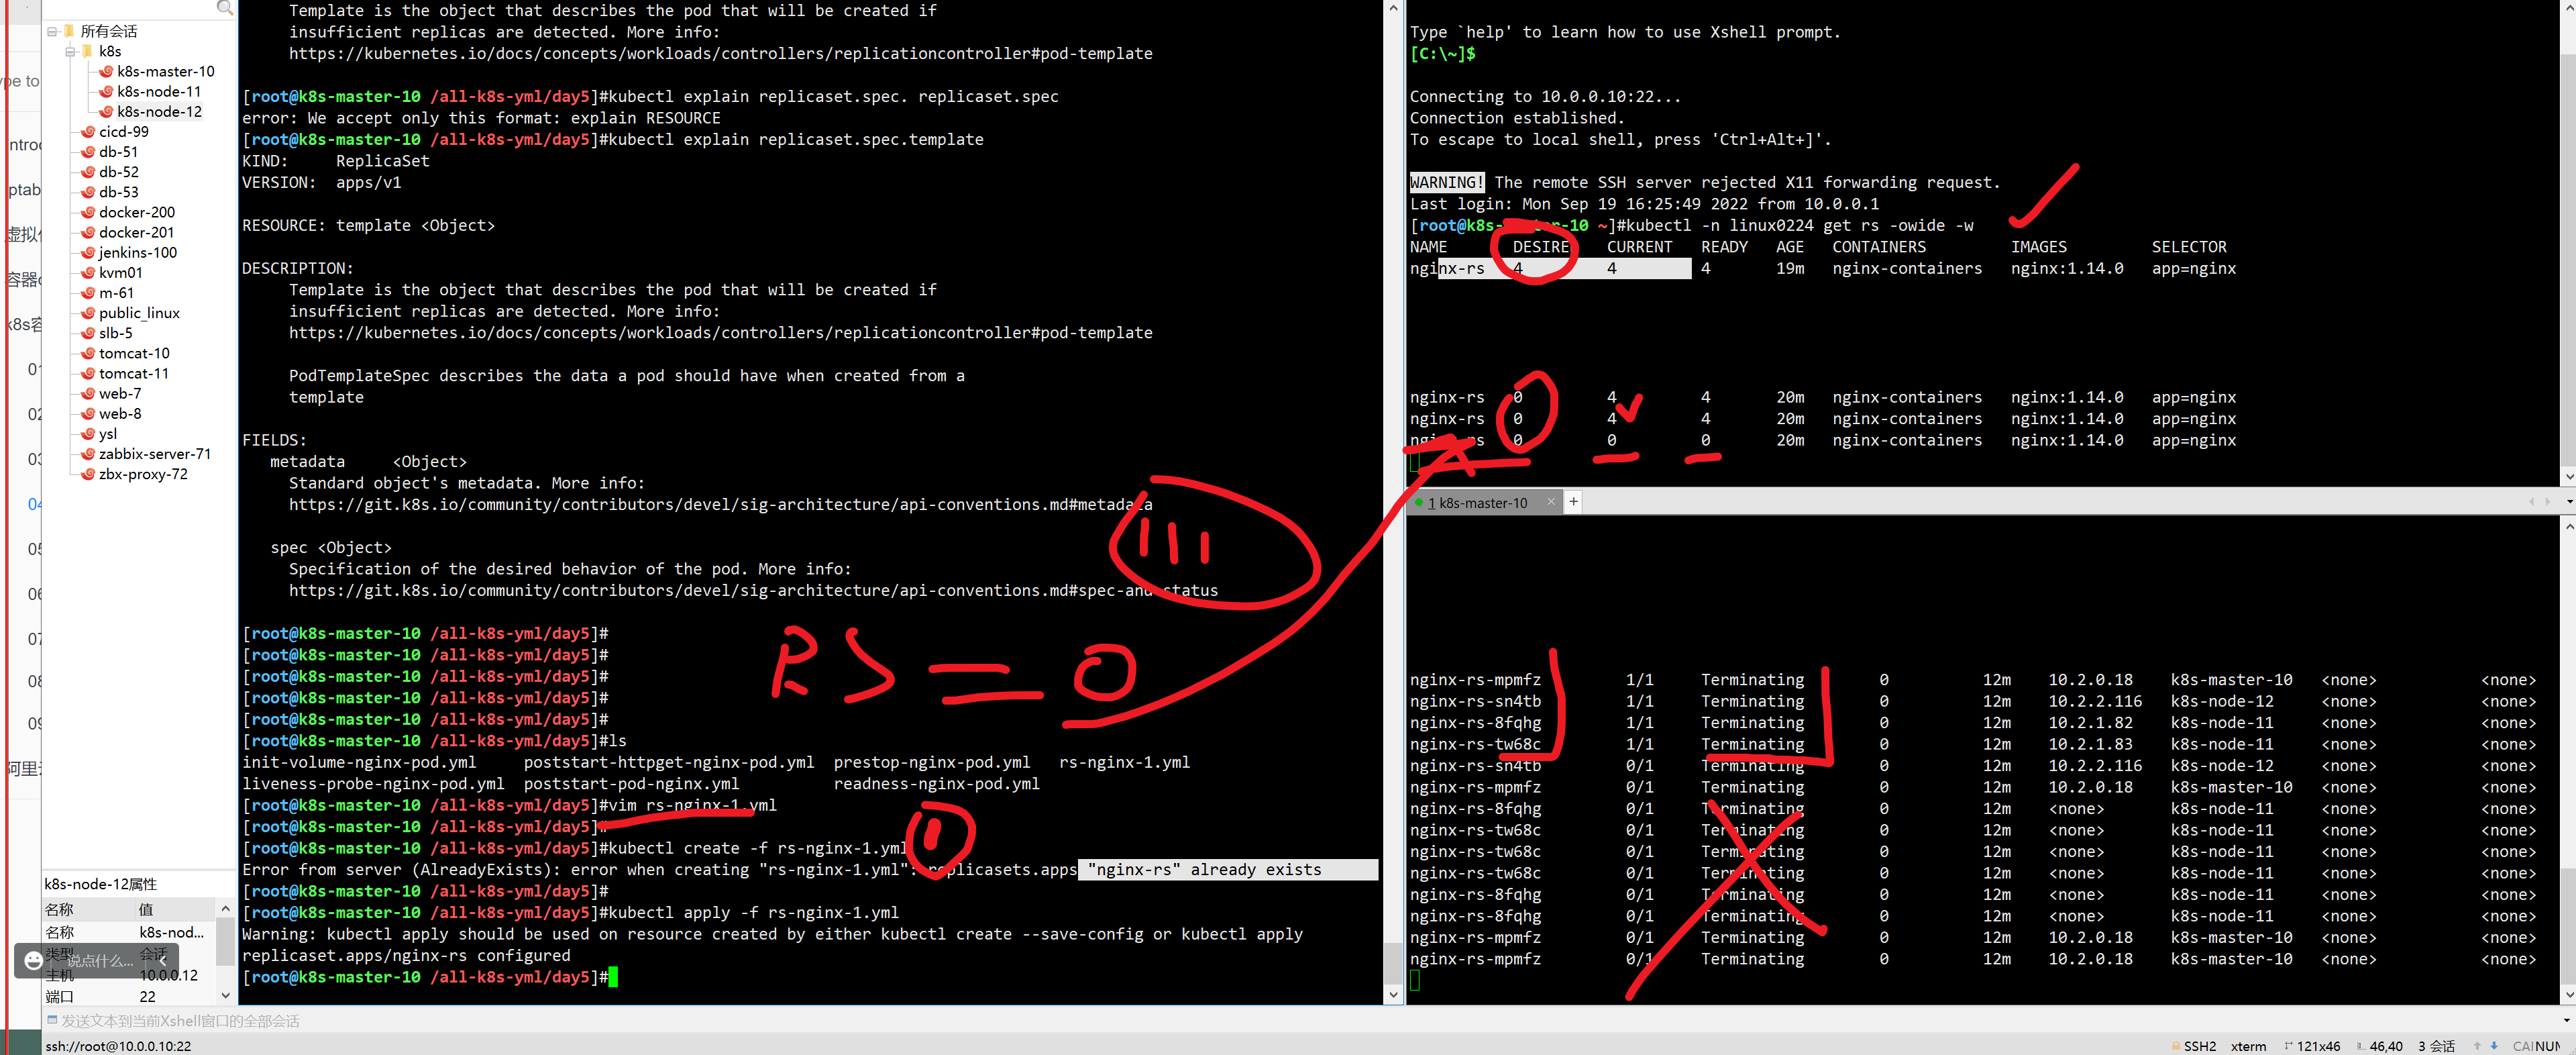 所有会话
k8s
k8s-master-10
k8s-node-11
k8s-node-12
cicd-99
db-51
db-52
db-53
docker-200
docker-201
jenkins-100
kvm01
m-61
public_linux
slb-5
tomcat-10
tomcat-11
web-7
web-8
ysl
zabbix-server-71
zbx-proxy-72
k8s-node-12属性
名称 值
名称 k8s-nod...
类型 会话
主机 10.0.0.12
端口 22
说点什么...
Template is the object that describes the pod that will be created if
insufficient replicas are detected. More info:
https://kubernetes.io/docs/concepts/workloads/controllers/replicationcontroller#pod-template
[root@k8s-master-10 /all-k8s-yml/day5]#kubectl explain replicaset.spec. replicaset.spec
error: We accept only this format: explain RESOURCE
[root@k8s-master-10 /all-k8s-yml/day5]#kubectl explain replicaset.spec.template
KIND: ReplicaSet
VERSION: apps/v1
RESOURCE: template <Object>
DESCRIPTION:
Template is the object that describes the pod that will be created if
insufficient replicas are detected. More info:
https://kubernetes.io/docs/concepts/workloads/controllers/replicationcontroller#pod-template
PodTemplateSpec describes the data a pod should have when created from a
template
FIELDS:
metadata <Object>
Standard object's metadata. More info:
https://git.k8s.io/community/contributors/devel/sig-architecture/api-conventions.md#metadata
spec <Object>
Specification of the desired behavior of the pod. More info:
https://git.k8s.io/community/contributors/devel/sig-architecture/api-conventions.md#spec-and-status
[root@k8s-master-10 /all-k8s-yml/day5]#
[root@k8s-master-10 /all-k8s-yml/day5]#
[root@k8s-master-10 /all-k8s-yml/day5]#
[root@k8s-master-10 /all-k8s-yml/day5]#
[root@k8s-master-10 /all-k8s-yml/day5]#
RS = 0
[root@k8s-master-10 /all-k8s-yml/day5]#ls
init-volume-nginx-pod.yml poststart-httpget-nginx-pod.yml prestop-nginx-pod.yml rs-nginx-1.yml
liveness-probe-nginx-pod.yml poststart-pod-nginx.yml readness-nginx-pod.yml
[root@k8s-master-10 /all-k8s-yml/day5]#vim rs-nginx-1.yml
[root@k8s-master-10 /all-k8s-yml/day5]#
[root@k8s-master-10 /all-k8s-yml/day5]#kubectl create -f rs-nginx-1.yml
Error from server (AlreadyExists): error when creating "rs-nginx-1.yml": replicasets.apps "nginx-rs" already exists
[root@k8s-master-10 /all-k8s-yml/day5]#
[root@k8s-master-10 /all-k8s-yml/day5]#kubectl apply -f rs-nginx-1.yml
Warning: kubectl apply should be used on resource created by either kubectl create --save-config or kubectl apply
replicaset.apps/nginx-rs configured
[root@k8s-master-10 /all-k8s-yml/day5]#
Type `help' to learn how to use Xshell prompt.
[C:\~]$
Connecting to 10.0.0.10:22...
Connection established.
To escape to local shell, press 'Ctrl+Alt+]'.
WARNING! The remote SSH server rejected X11 forwarding request.
Last login: Mon Sep 19 16:25:49 2022 from 10.0.0.1
[root@k8s-master-10 ~]#kubectl -n linux0224 get rs -owide -w
NAME DESIRE CURRENT READY AGE CONTAINERS IMAGES SELECTOR
nginx-rs 4 4 4 19m nginx-containers nginx:1.14.0 app=nginx
nginx-rs 0 4 4 20m nginx-containers nginx:1.14.0 app=nginx
nginx-rs 0 4 4 20m nginx-containers nginx:1.14.0 app=nginx
nginx-rs 0 0 0 20m nginx-containers nginx:1.14.0 app=nginx
1 k8s-master-10
nginx-rs-mpmfz 1/1 Terminating 0 12m 10.2.0.18 k8s-master-10 <none> <none>
nginx-rs-sn4tb 1/1 Terminating 0 12m 10.2.2.116 k8s-node-12 <none> <none>
nginx-rs-8fqhg 1/1 Terminating 0 12m 10.2.1.82 k8s-node-11 <none> <none>
nginx-rs-tw68c 1/1 Terminating 0 12m 10.2.1.83 k8s-node-11 <none> <none>
nginx-rs-sn4tb 0/1 Terminating 0 12m 10.2.2.116 k8s-node-12 <none> <none>
nginx-rs-mpmfz 0/1 Terminating 0 12m 10.2.0.18 k8s-master-10 <none> <none>
nginx-rs-8fqhg 0/1 Terminating 0 12m <none> k8s-node-11 <none> <none>
nginx-rs-tw68c 0/1 Terminating 0 12m <none> k8s-node-11 <none> <none>
nginx-rs-tw68c 0/1 Terminating 0 12m <none> k8s-node-11 <none> <none>
nginx-rs-tw68c 0/1 Terminating 0 12m <none> k8s-node-11 <none> <none>
nginx-rs-8fqhg 0/1 Terminating 0 12m <none> k8s-node-11 <none> <none>
nginx-rs-8fqhg 0/1 Terminating 0 12m <none> k8s-node-11 <none> <none>
nginx-rs-mpmfz 0/1 Terminating 0 12m 10.2.0.18 k8s-master-10 <none> <none>
nginx-rs-mpmfz 0/1 Terminating 0 12m 10.2.0.18 k8s-master-10 <none> <none>
发送文本到当前Xshell窗口的全部会话
ssh://root@10.0.0.10:22
SSH2 xterm 121x46 46,40 3 会话